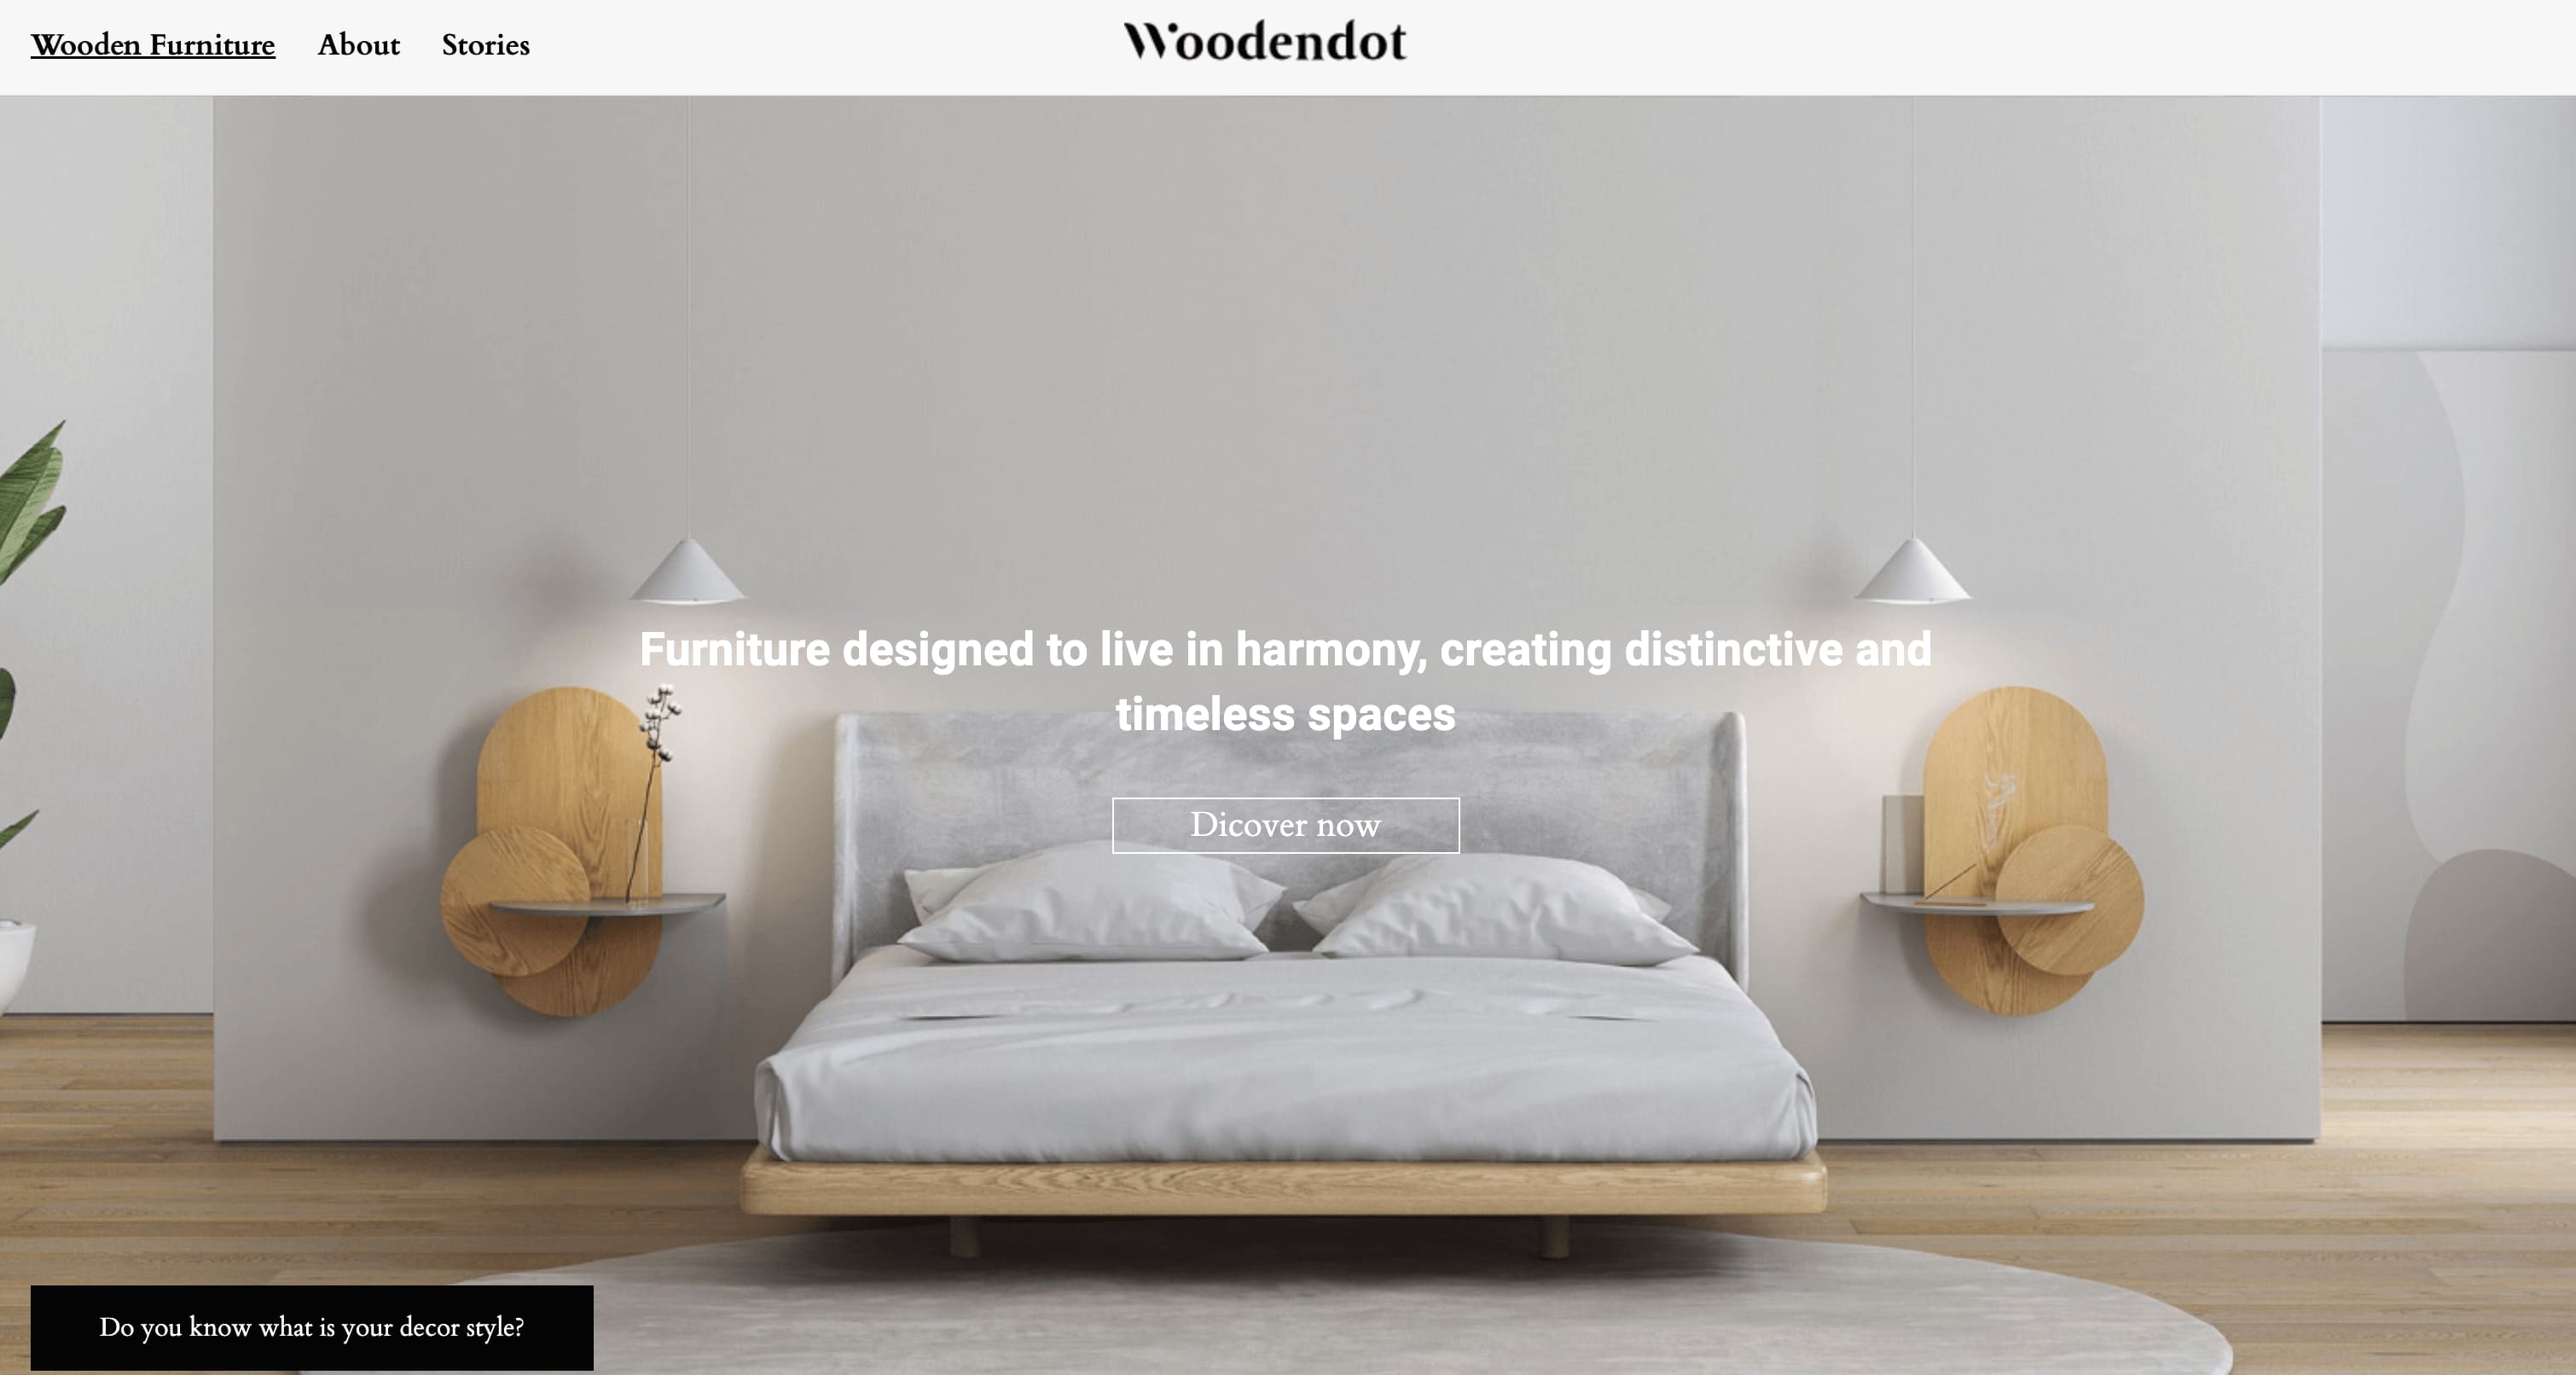 Wooden Furniture About Stories
Woodendot
Furniture designed to live in harmony, creating distinctive and
timeless spaces
Dicover now
Do you know what is your decor style?